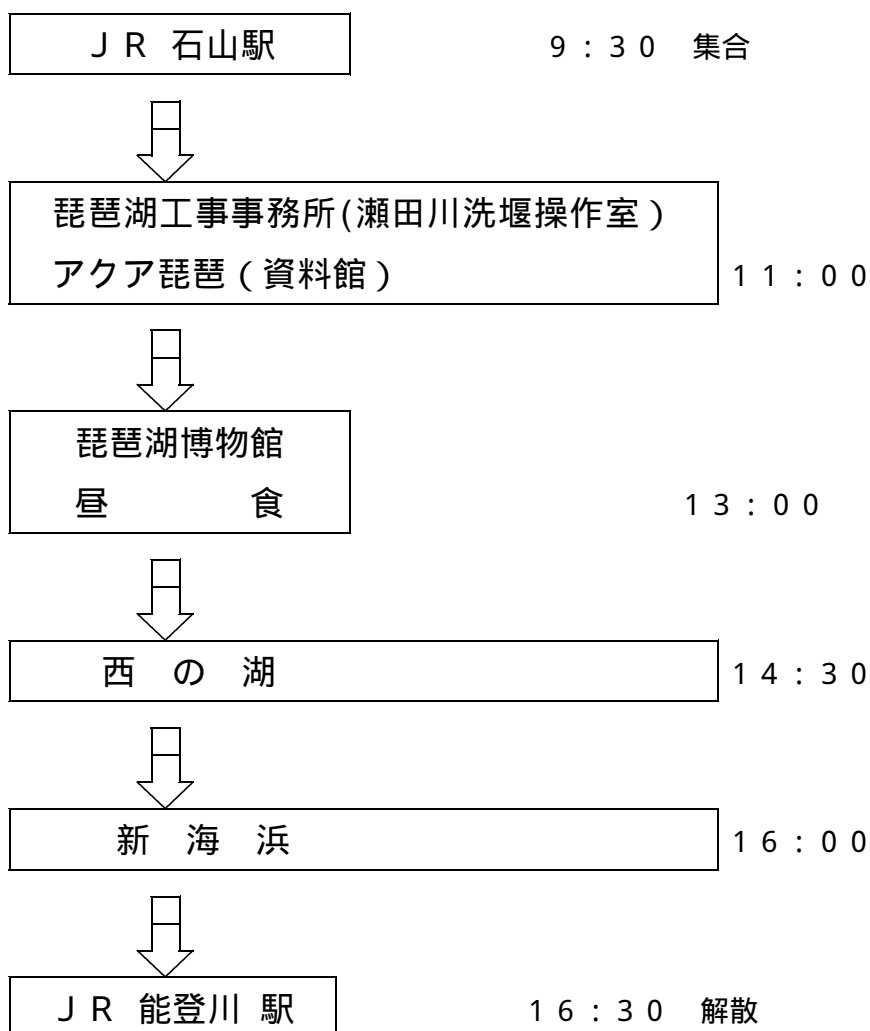 ＪＲ 石山駅　９：３０ 集合
琵琶湖工事事務所(瀬田川洗堰操作室）
アクア琵琶（資料館）　１１：００
琵琶湖博物館
昼　食　１３：００
西 の 湖　１４：３０
新 海 浜　１６：００
ＪＲ 能登川 駅　１６：３０ 解散